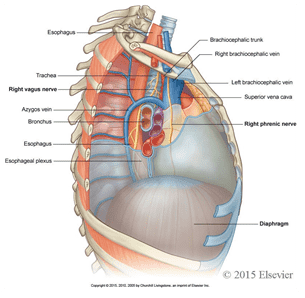 Esophagus
Brachiocephalic trunk
Right brachiocephalic vein
Trachea
Left brachiocephalic vein
Right vagus nerve
Superior vena cava
Azygos vein
Bronchus
Right phrenic nerve
Esophagus
Esophageal plexus
Diaphragm
© 2015 Elsevier
Copyright © 2015, 2010, 2005 by Churchill Livingstone, an imprint of Elsevier Inc.